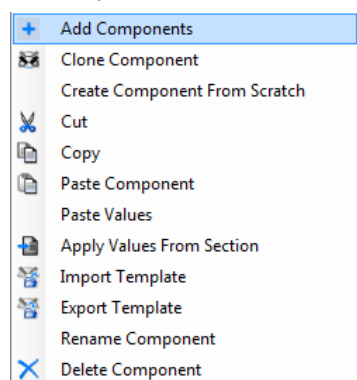 Add Components
Clone Component
Create Component From Scratch
Cut
Copy
Paste Component
Paste Values
Apply Values From Section
Import Template
Export Template
Rename Component
Delete Component